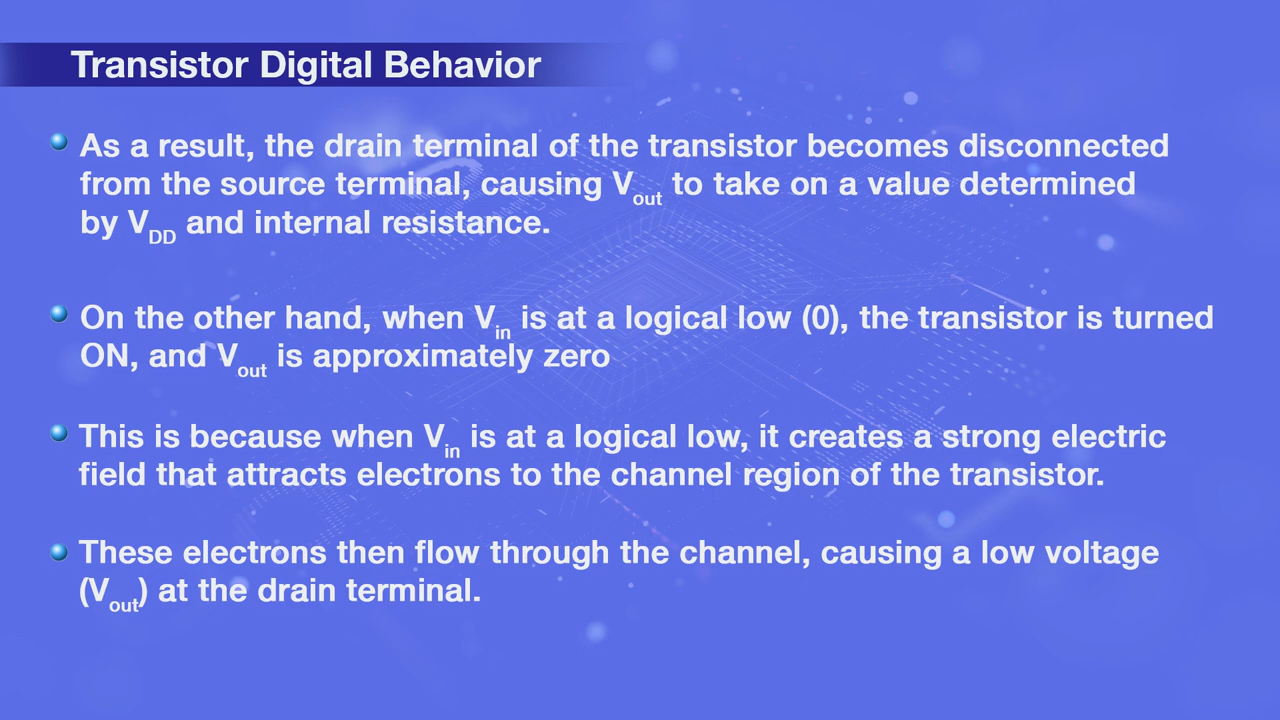 Transistor Digital Behavior
As a result, the drain terminal of the transistor becomes disconnected
from the source terminal, causing Vout to take on a value determined
by VDD and internal resistance.
On the other hand, when Vin is at a logical low (0), the transistor is turned
ON, and Vout is approximately zero
This is because when Vin is at a logical low, it creates a strong electric
field that attracts electrons to the channel region of the transistor.
These electrons then flow through the channel, causing a low voltage
(Vout) at the drain terminal.